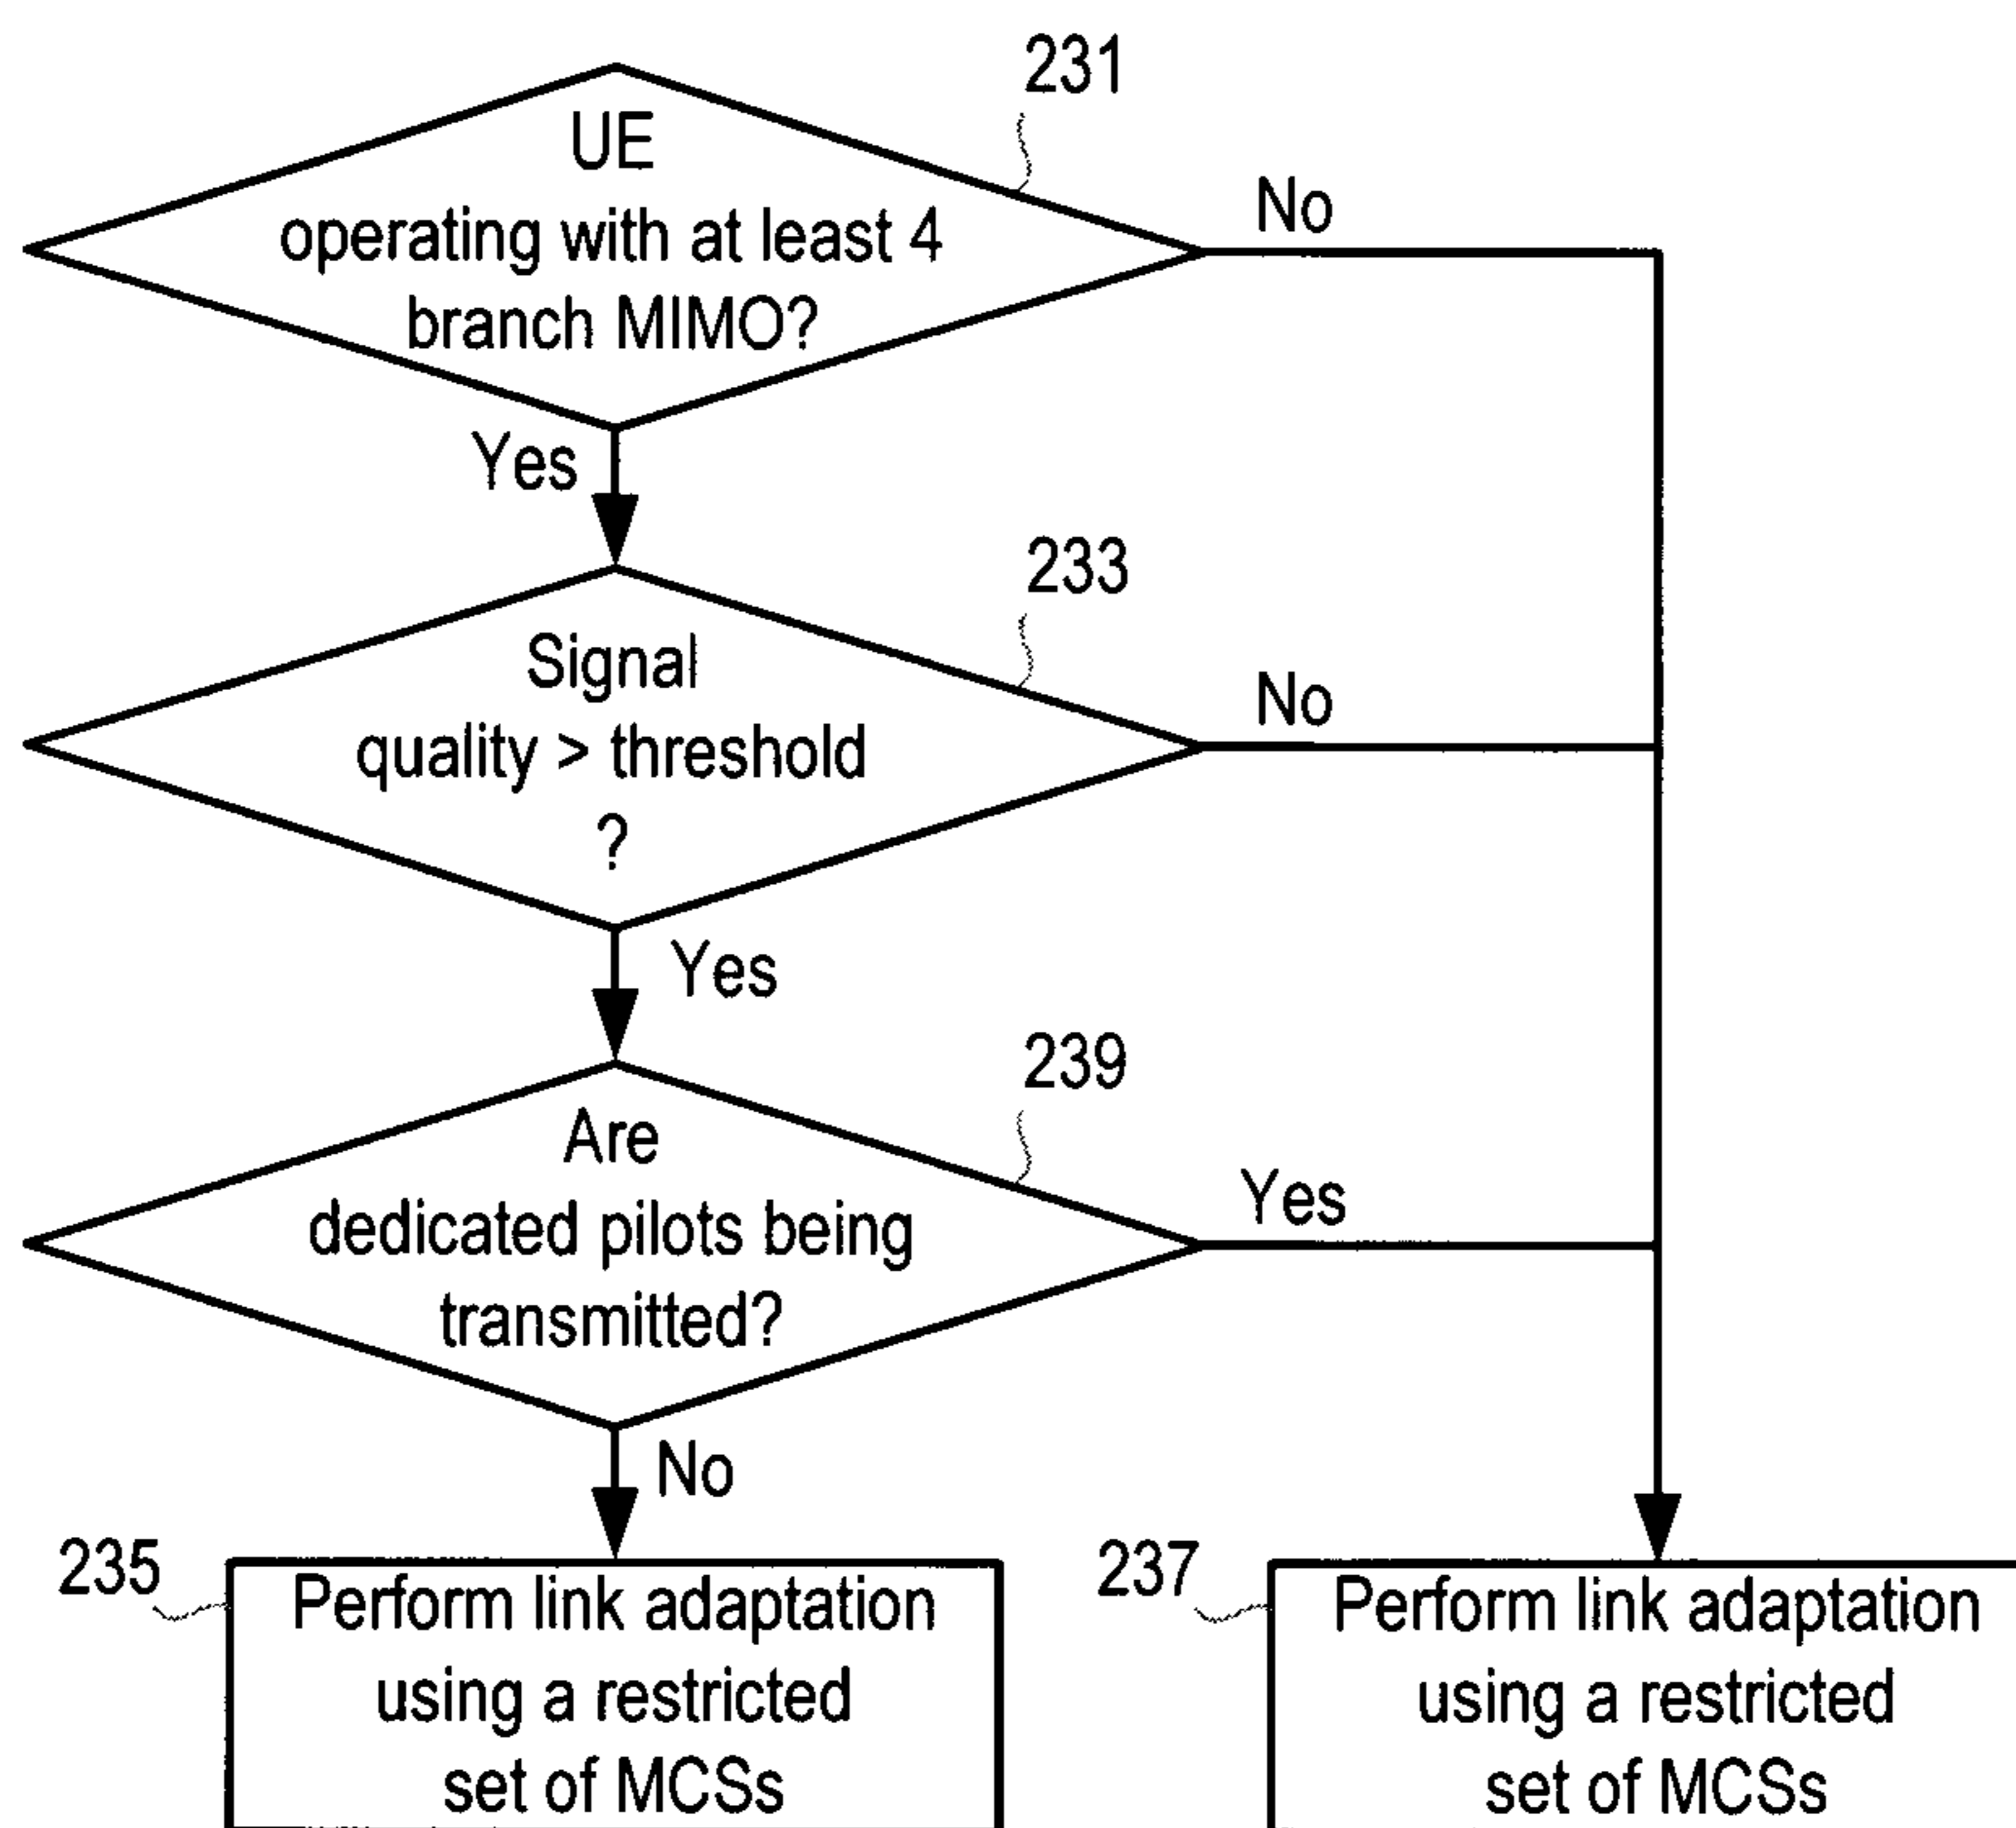 231
UE
operating with at least 4
branch MIMO?
No
Yes
233
Signal
quality > threshold
?
No
Yes
239
Are
dedicated pilots being
transmitted?
Yes
No
235
Perform link adaptation
using a restricted
set of MCSs
237
Perform link adaptation
using a restricted
set of MCSs